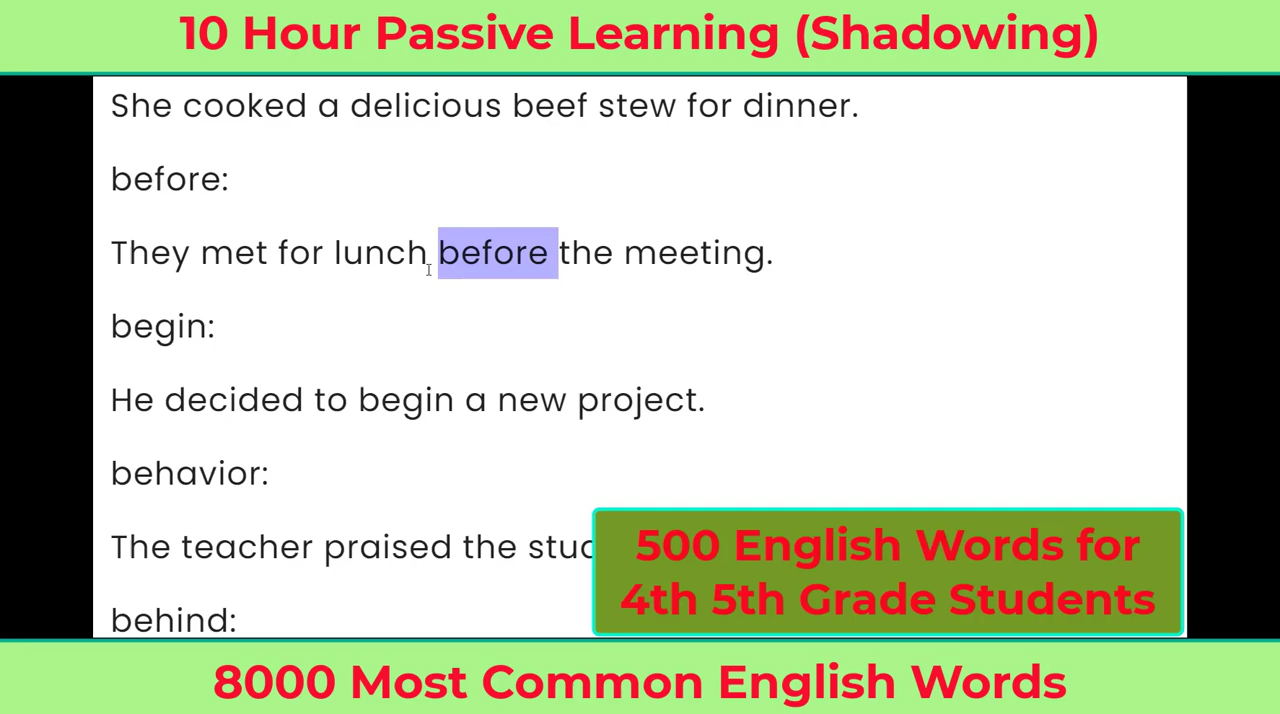 10 Hour Passive Learning (Shadowing)
She cooked a delicious beef stew for dinner.
before:
They met for lunch before the meeting.
begin:
He decided to begin a new project.
behavior:
The teacher praised the
behind:
500 English Words for
4th 5th Grade Students
8000 Most Common English Words